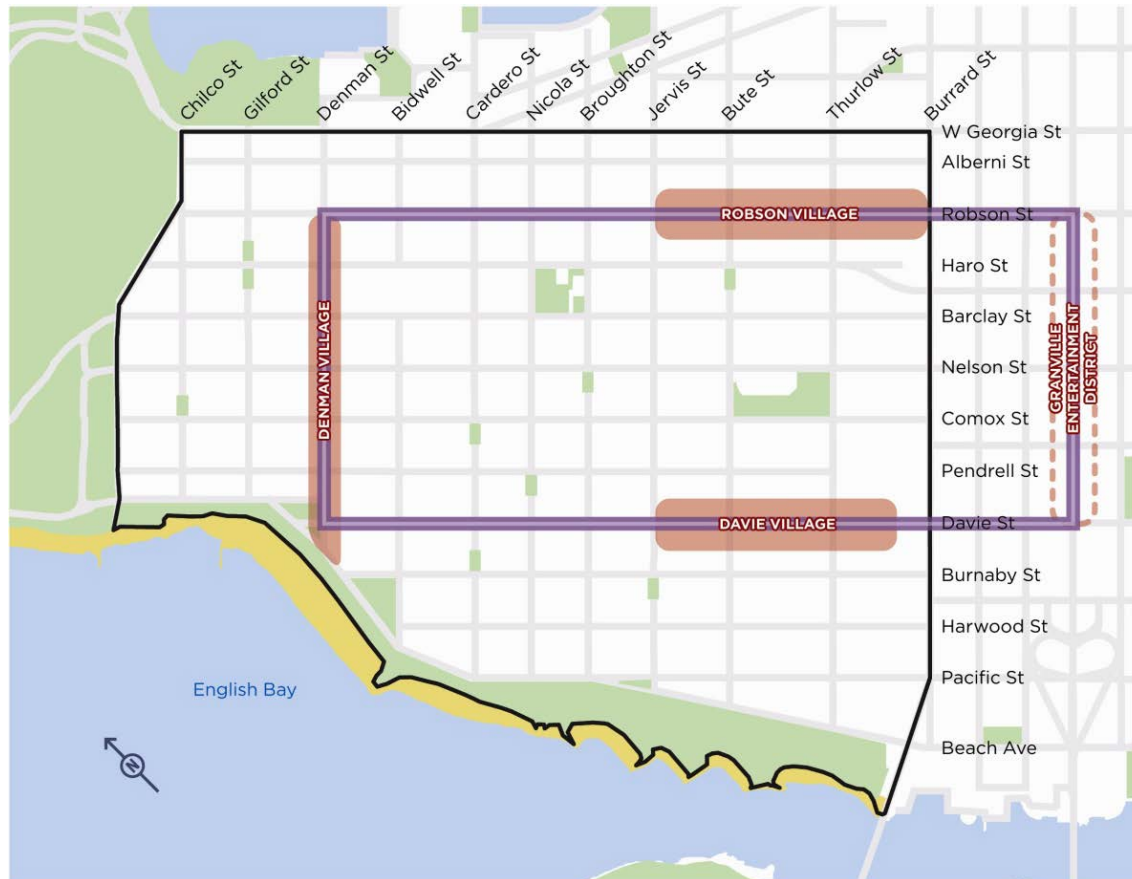 Chilco St
Gilford St
Denman St
Bidwell St
Cardero St
Nicola St
Broughton St
Jervis St
Bute St
Thurlow St
Burrard St
W Georgia St
Alberni St
ROBSON VILLAGE
Robson St
Haro St
Barclay St
DENMAN VILLAGE
GRANVILLE
ENTERTAINMENT
DISTRICT
Nelson St
Comox St
Pendrell St
DAVIE VILLAGE
Davie St
Burnaby St
Harwood St
Pacific St
English Bay
Beach Ave
N